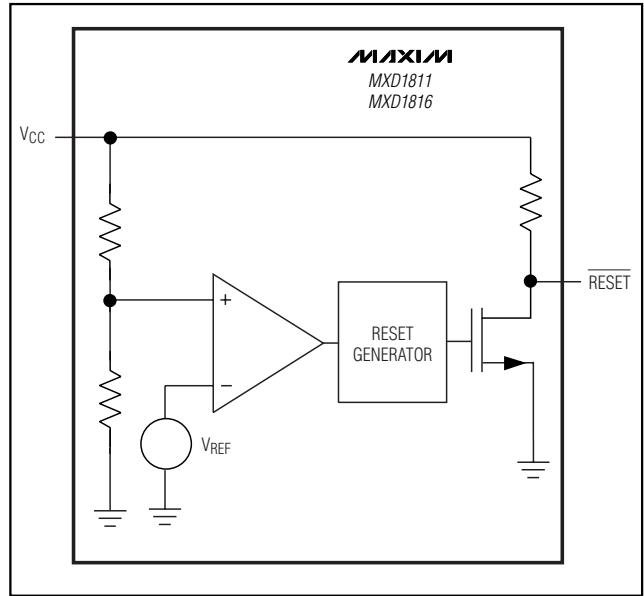 MAXIM
MXD1811
MXD1816
VCC
RESET
+
RESET
GENERATOR
−
VREF